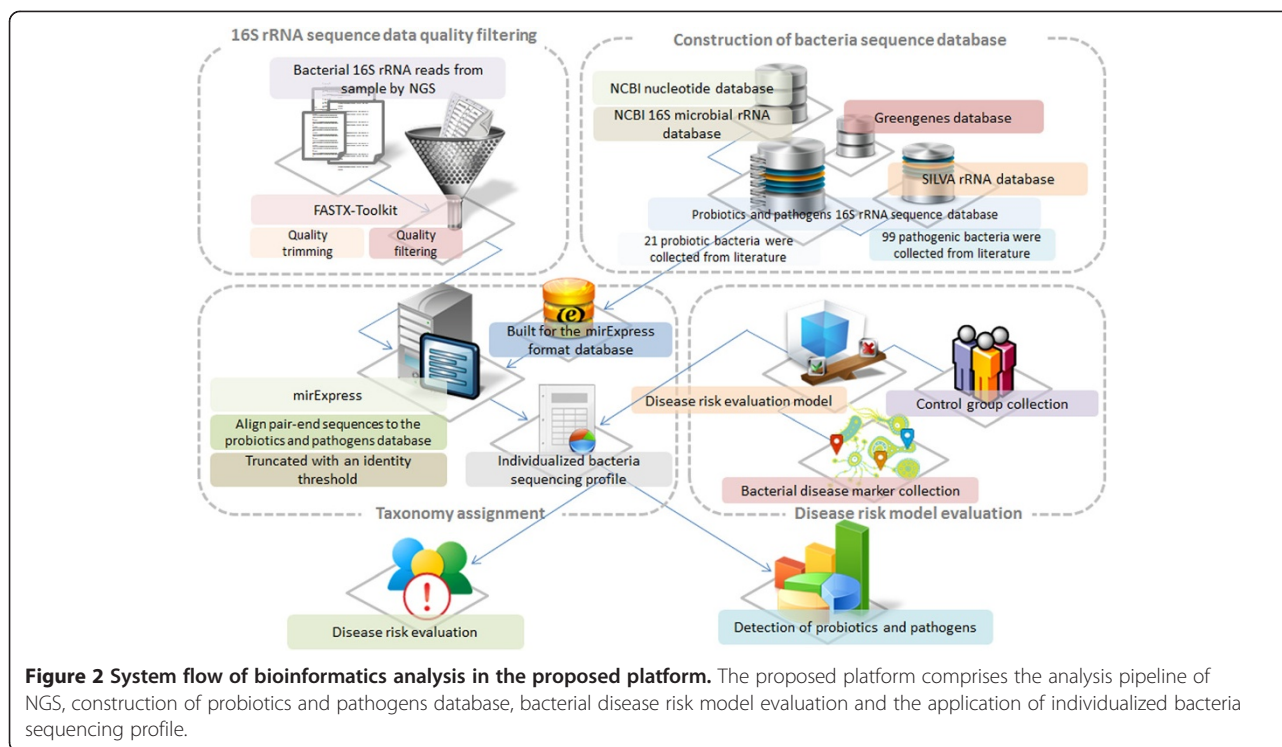 16S rRNA sequence data quality filtering
Bacterial 16S rRNA reads from
sample by NGS
FASTX-Toolkit
Quality
trimming
Quality
filtering
Construction of bacteria sequence database
NCBI nucleotide database
NCBI 16S microbial rRNA
database
Greengenes database
SILVA rRNA database
Probiotics and pathogens 16S rRNA sequence database
21 probiotic bacteria were
collected from literature
99 pathogenic bacteria were
collected from literature
Built for the mirExpress
format database
mirExpress
Align pair-end sequences to the
probiotics and pathogens database
Truncated with an identity
threshold
Individualized bacteria
sequencing profile
Taxonomy assignment
Disease risk evaluation model
Control group collection
Bacterial disease marker collection
Disease risk model evaluation
Disease risk evaluation
Detection of probiotics and pathogens
Figure 2 System flow of bioinformatics analysis in the proposed platform. The proposed platform comprises the analysis pipeline of
NGS, construction of probiotics and pathogens database, bacterial disease risk model evaluation and the application of individualized bacteria
sequencing profile.